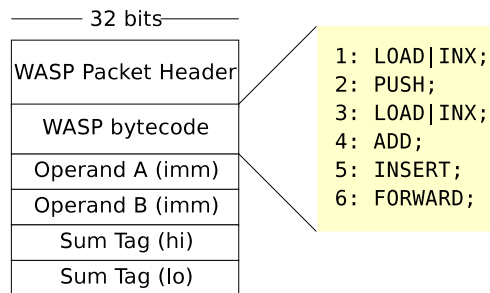 32 bits
WASP Packet Header
WASP bytecode
Operand A (imm)
Operand B (imm)
Sum Tag (hi)
Sum Tag (lo)
1: LOAD|INX;
2: PUSH;
3: LOAD|INX;
4: ADD;
5: INSERT;
6: FORWARD;